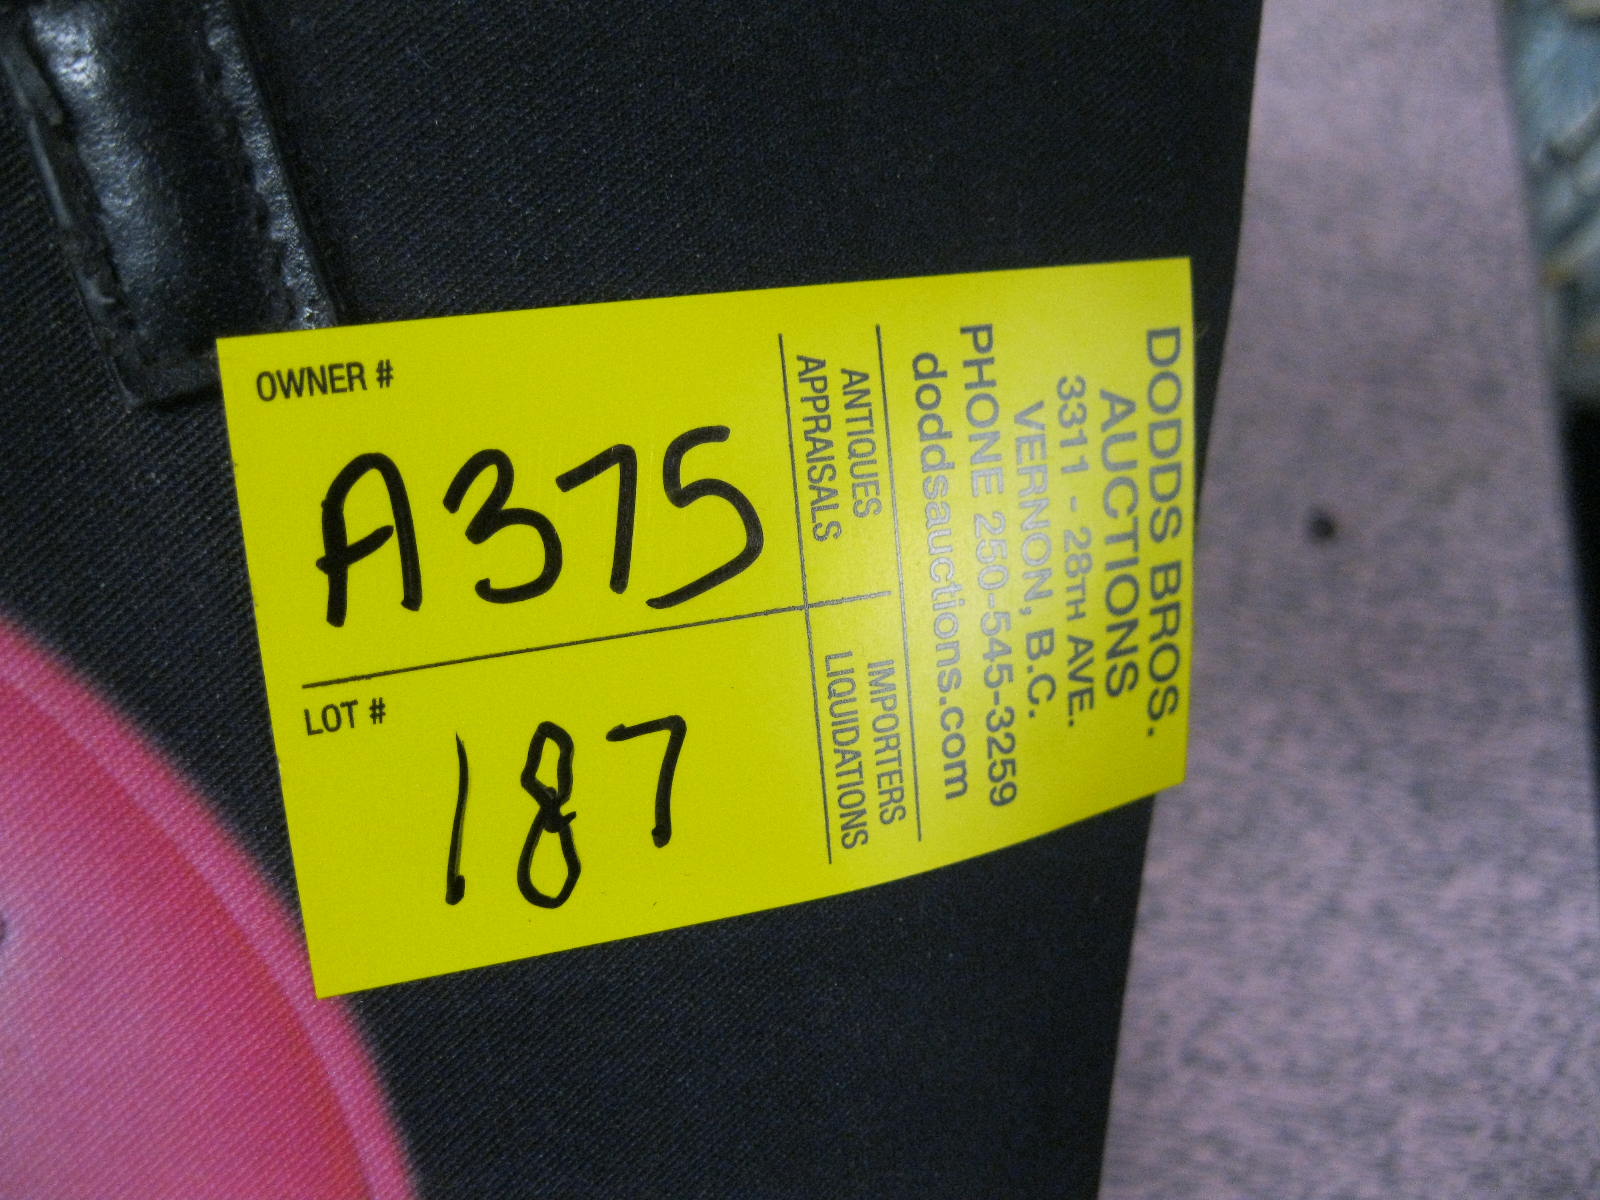 OWNER #
A375
LOT #
187
DODDS BROS.
AUCTIONS
3311 - 28TH AVE.
VERNON, B.C.
PHONE 250-545-3259
doddsauctions.com
ANTIQUES
APPRAISALS
IMPORTERS
LIQUIDATIONS